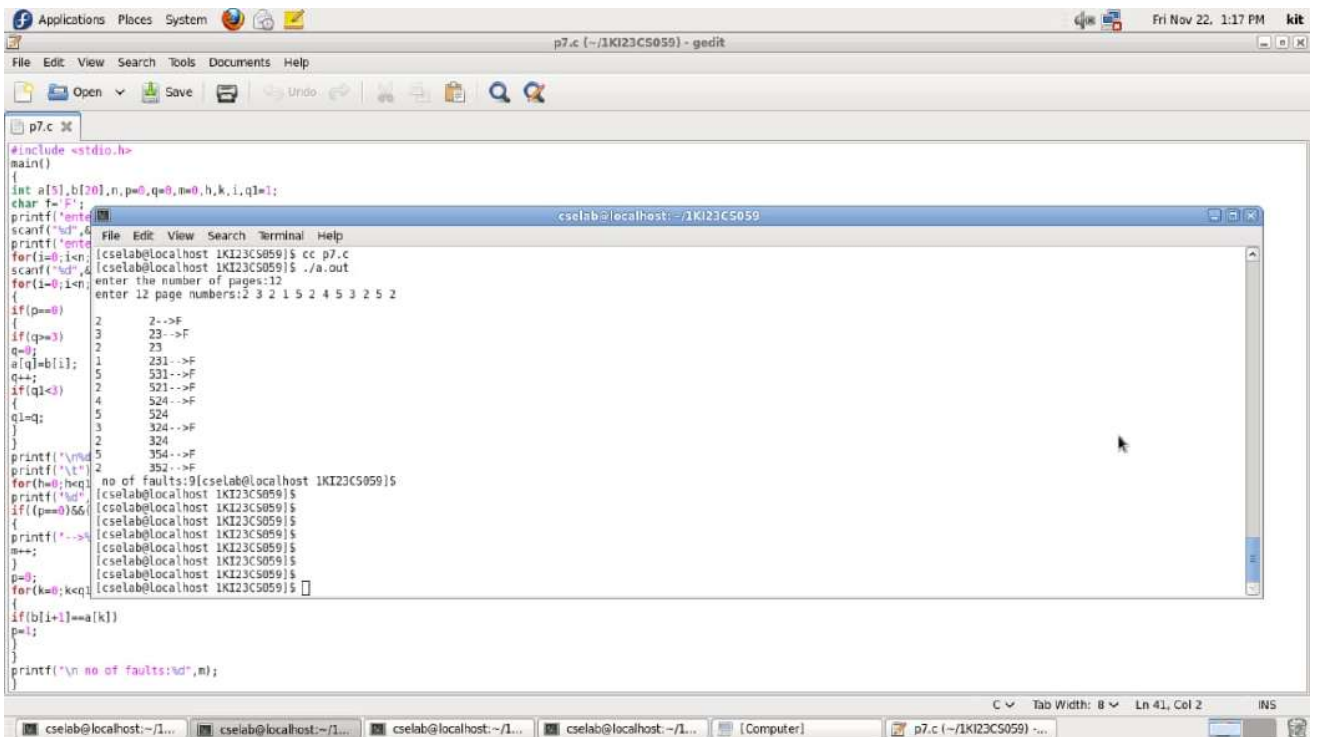 Applications Places System Fri Nov 22, 1:17 PM kit
p7.c (~/1KI23CS059) - gedit
File Edit View Search Tools Documents Help
Open Save Undo
p7.c
#include <stdio.h>
main()
{
int a[5],b[20],n,p=0,q=0,m=0,h,k,i,q1=1;
char f='F';
printf("ente
scanf("%d",&
printf("ente
for(i=0;i<n;
scanf("%d",&
for(i=0;i<n;
{
if(p==0)
{
if(q>=3)
q=0;
a[q]=b[i];
q++;
if(q1<3)
{
q1=q;
}
}
printf("\n%d
printf("\t")
for(h=0;h<q1
printf("%d",
if((p==0)&&(
{
printf("-->%
m++;
}
p=0;
for(k=0;k<q1
{
if(b[i+1]==a[k])
p=1;
}
}
printf("\n no of faults:%d",m);
}
cselab@localhost:~/1KI23CS059
File Edit View Search Terminal Help
[cselab@localhost 1KI23CS059]$ cc p7.c
[cselab@localhost 1KI23CS059]$ ./a.out
enter the number of pages:12
enter 12 page numbers:2 3 2 1 5 2 4 5 3 2 5 2
2 2-->F
3 23-->F
2 23
1 231-->F
5 531-->F
2 521-->F
4 524-->F
5 524
3 324-->F
2 324
5 354-->F
2 352-->F
no of faults:9[cselab@localhost 1KI23CS059]$
[cselab@localhost 1KI23CS059]$
[cselab@localhost 1KI23CS059]$
[cselab@localhost 1KI23CS059]$
[cselab@localhost 1KI23CS059]$
[cselab@localhost 1KI23CS059]$
[cselab@localhost 1KI23CS059]$
[cselab@localhost 1KI23CS059]$
C Tab Width: 8 Ln 41, Col 2 INS
cselab@localhost:~/1... cselab@localhost:~/1... cselab@localhost:~/1... cselab@localhost:~/1... [Computer] p7.c (~/1KI23CS059) -...